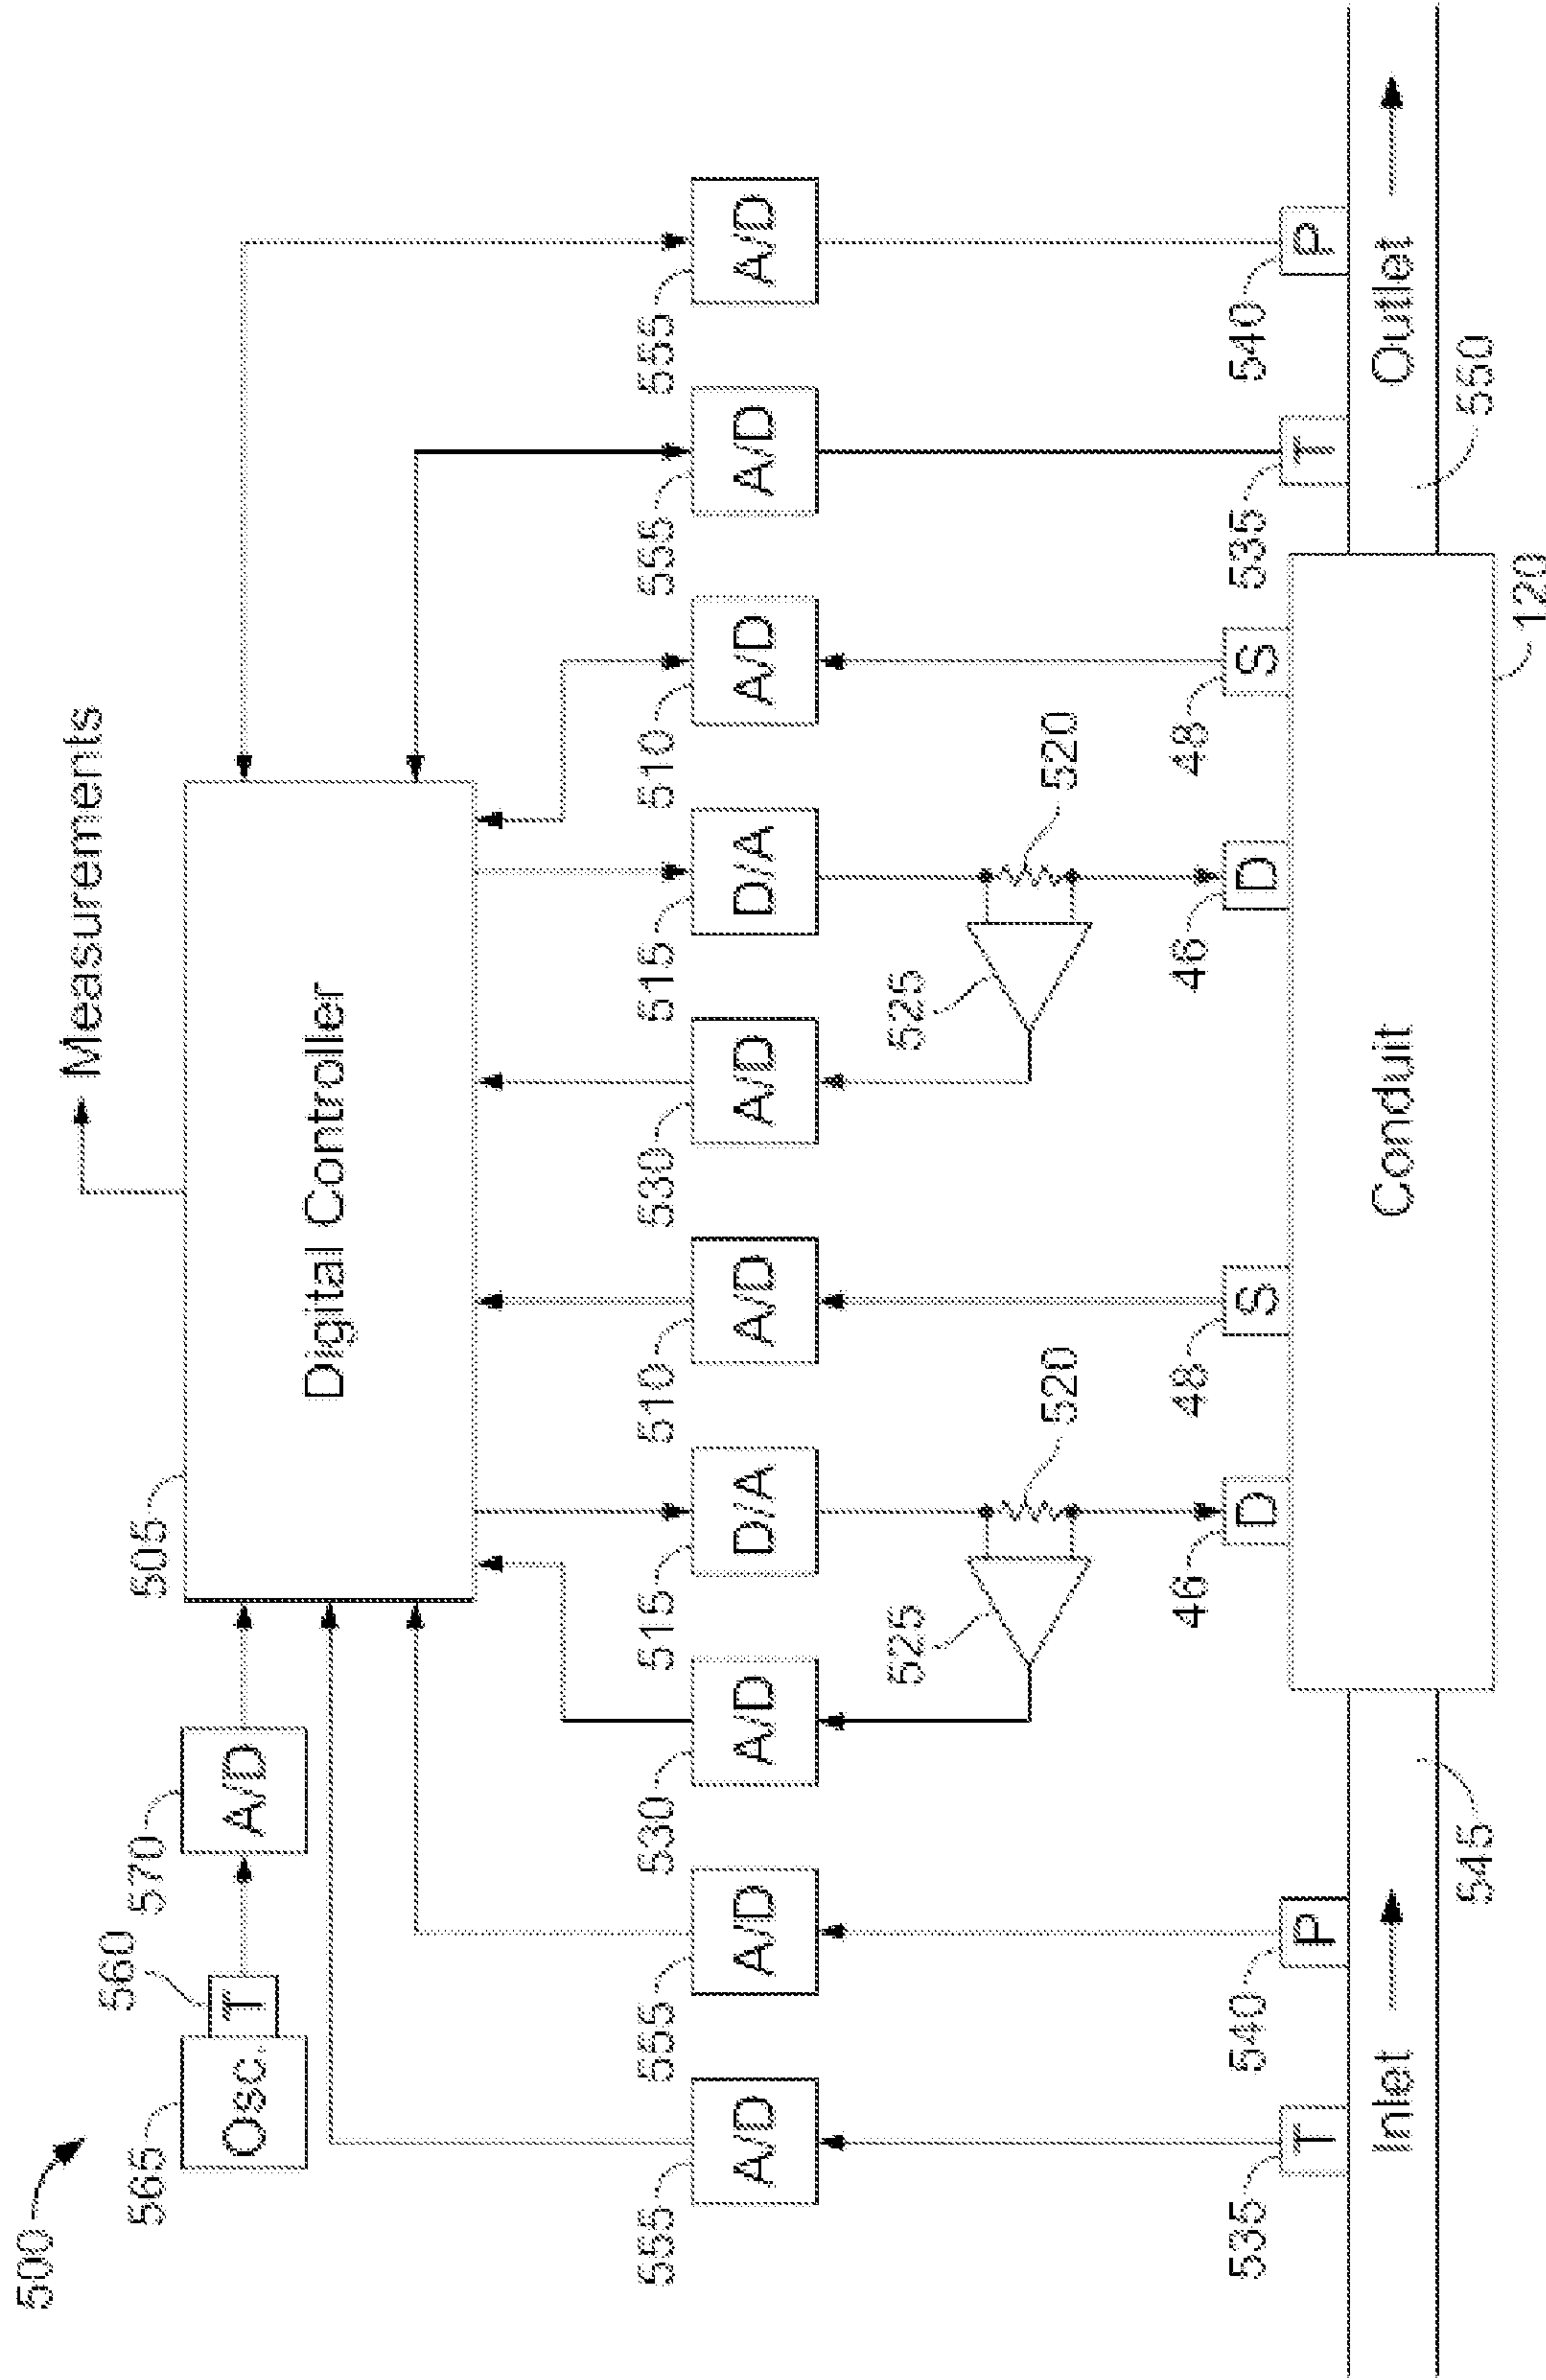 500
Measurements
565
Osc.
560
T
570
A/D
505
Digital Controller
555
A/D
555
A/D
530
A/D
515
D/A
510
A/D
530
A/D
515
D/A
510
A/D
555
A/D
555
A/D
525
520
525
520
535
T
540
P
46
D
48
S
46
D
48
S
535
T
540
P
Inlet
Conduit
Outlet
545
120
550